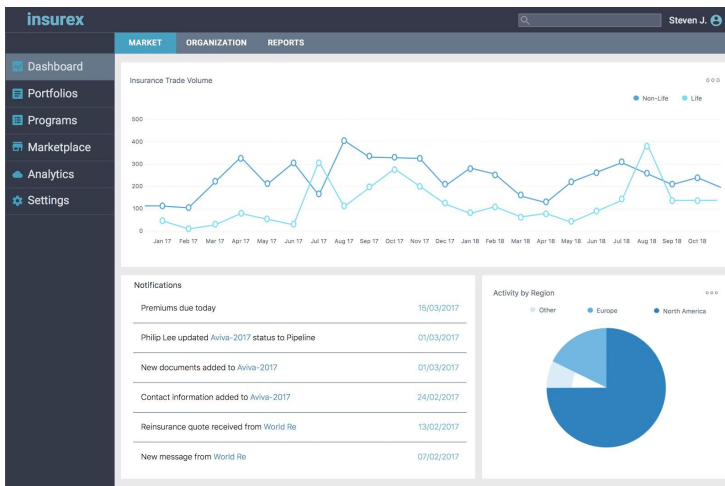 insurex
Steven J.
MARKET ORGANIZATION REPORTS
Dashboard
Portfolios
Programs
Marketplace
Analytics
Settings
Insurance Trade Volume
Non-Life Life
500
400
300
200
100
0
Jan 17 Feb 17 Mar 17 Apr 17 May 17 Jun 17 Jul 17 Aug 17 Sep 17 Oct 17 Nov 17 Dec 17 Jan 18 Feb 18 Mar 18 Apr 18 May 18 Jun 18 Jul 18 Aug 18 Sep 18 Oct 18
Notifications
Premiums due today 15/03/2017
Philip Lee updated Aviva-2017 status to Pipeline 01/03/2017
New documents added to Aviva-2017 01/03/2017
Contact information added to Aviva-2017 24/02/2017
Reinsurance quote received from World Re 13/02/2017
New message from World Re 07/02/2017
Activity by Region
Other Europe North America